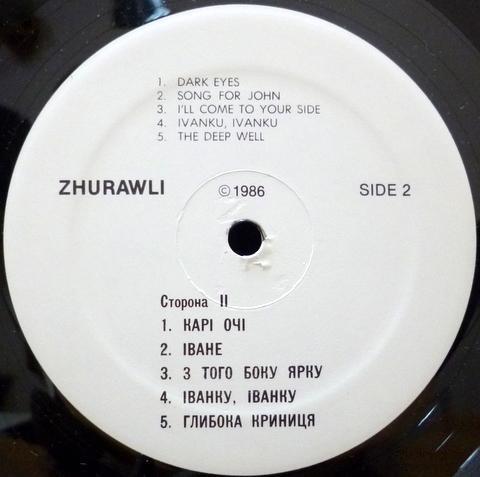 1. DARK EYES
2. SONG FOR JOHN
3. I'LL COME TO YOUR SIDE
4. IVANKU, IVANKU
5. THE DEEP WELL
ZHURAWLI ©1986 SIDE 2
Сторона II
1. КАРІ ОЧІ
2. ІВАНЕ
3. З ТОГО БОКУ ЯРКУ
4. ІВАНКУ, ІВАНКУ
5. ГЛИБОКА КРИНИЦЯ